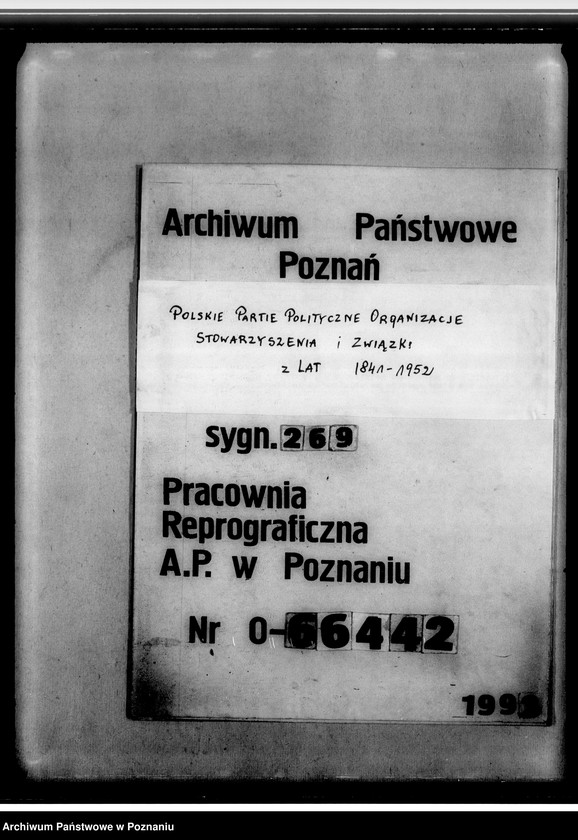 Archiwum Państwowe
Poznań
POLSKIE PARTIE POLITYCZNE ORGANIZACJE
STOWARZYSZENIA i ZWIĄZKI
z LAT 1841-1952
sygn. 269
Pracownia
Reprograficzna
A.P. w Poznaniu
Nr O-66442
Archiwum Państwowe w Poznaniu